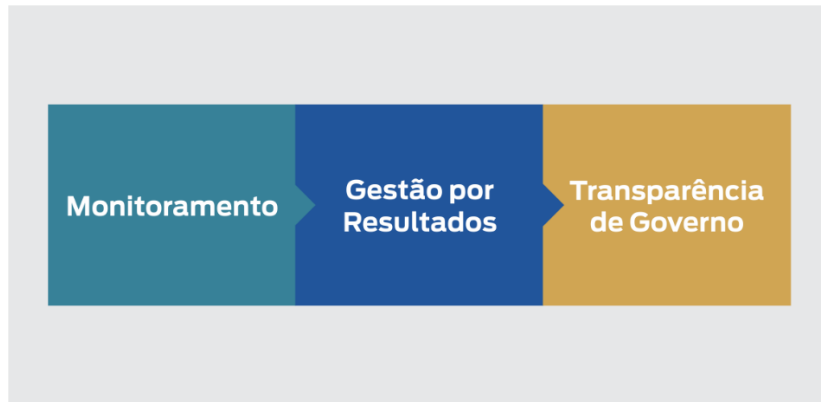 Monitoramento
Gestão por
Resultados
Transparência
de Governo